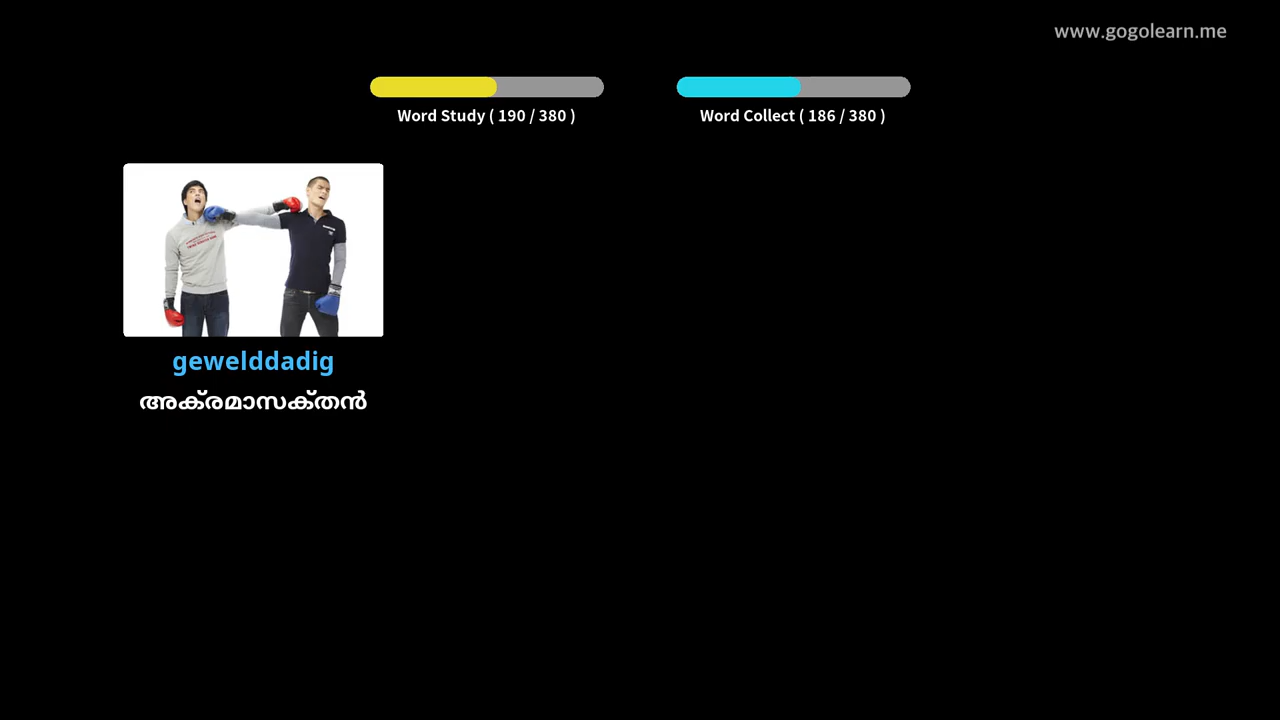 www.gogolearn.me
Word Study ( 190 / 380 )
Word Collect ( 186 / 380 )
gewelddadig
അക്രമാസക്തൻ